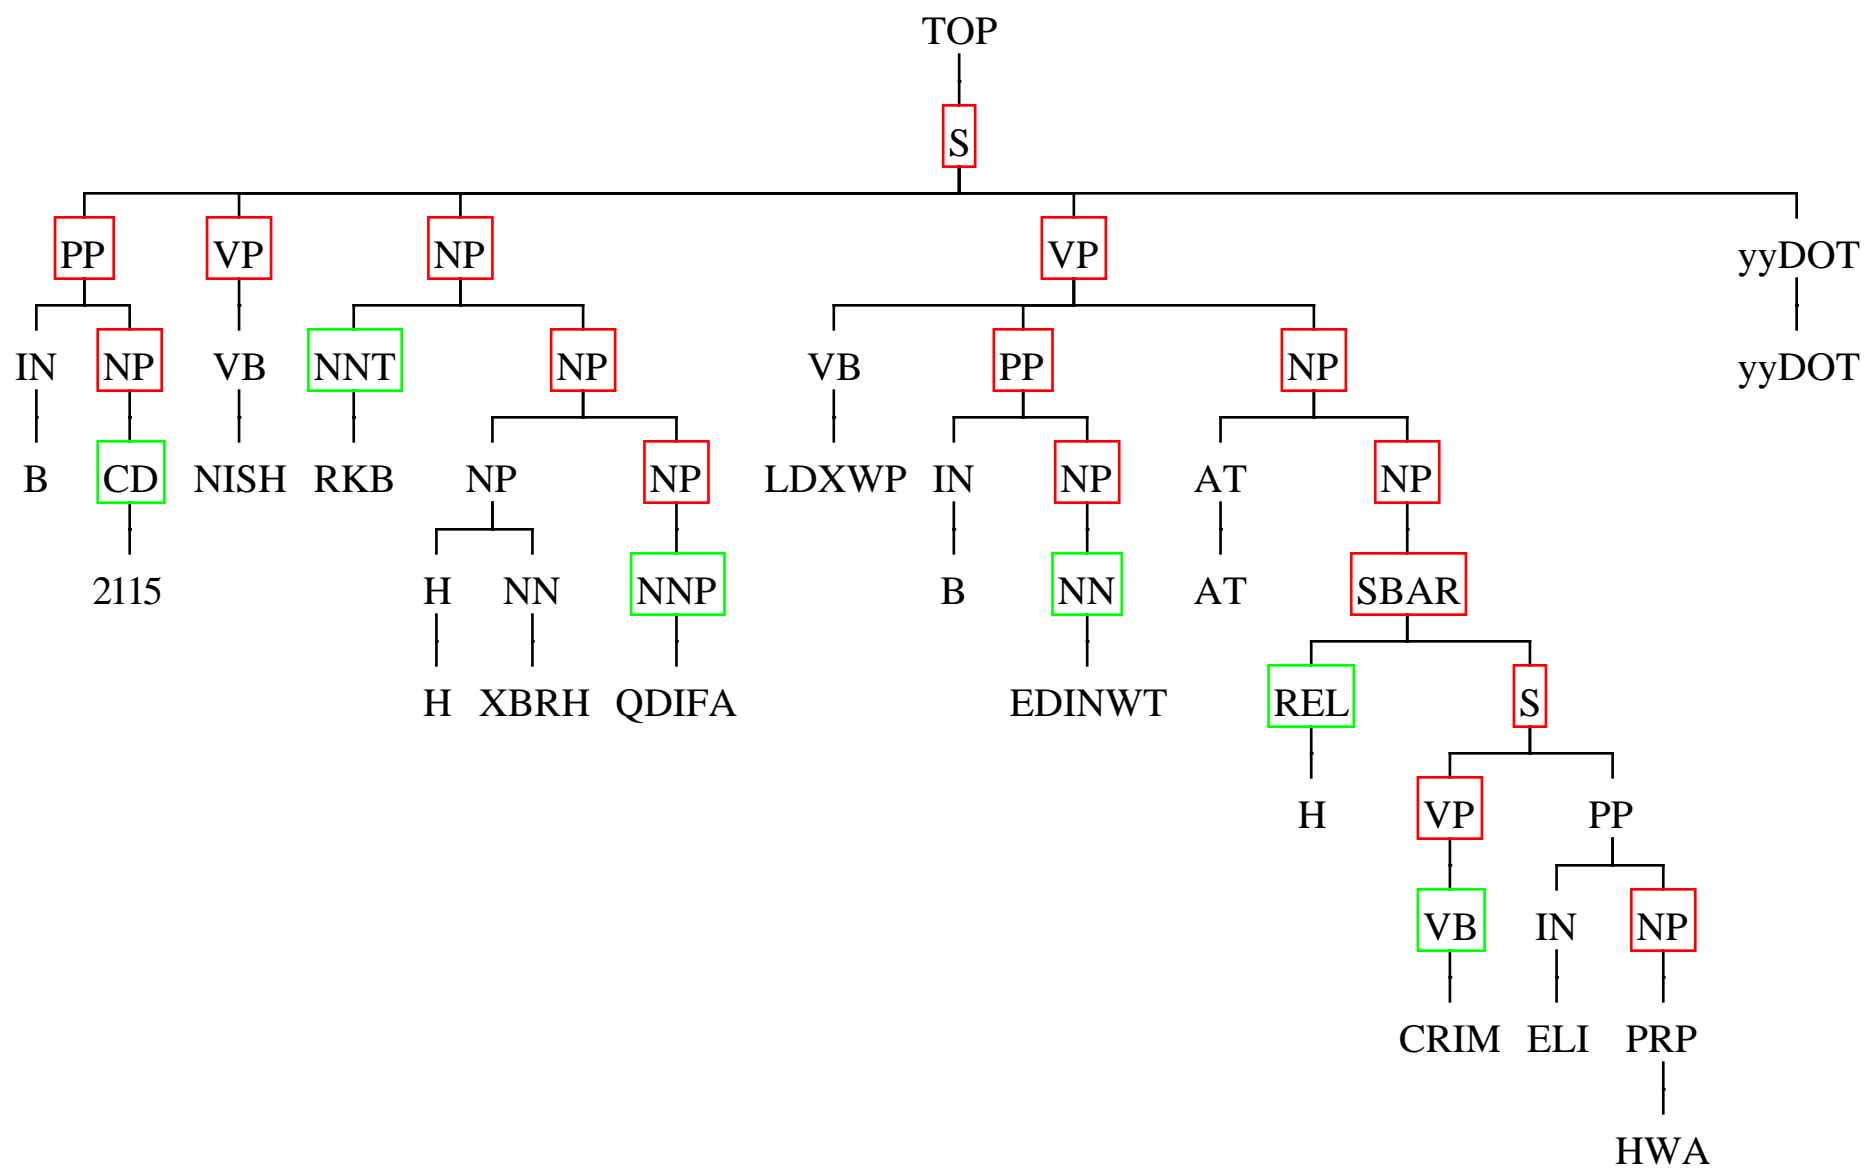 TOP
S
PP VP NP VP yyDOT
IN NP VB NNT NP VB PP NP yyDOT
B CD NISH RKB NP NP LDXWP IN NP AT NP
2115 H NN NNP B NN AT SBAR
H XBRH QDIFA EDINWT REL S
H VP PP
VB IN NP
CRIM ELI PRP
HWA